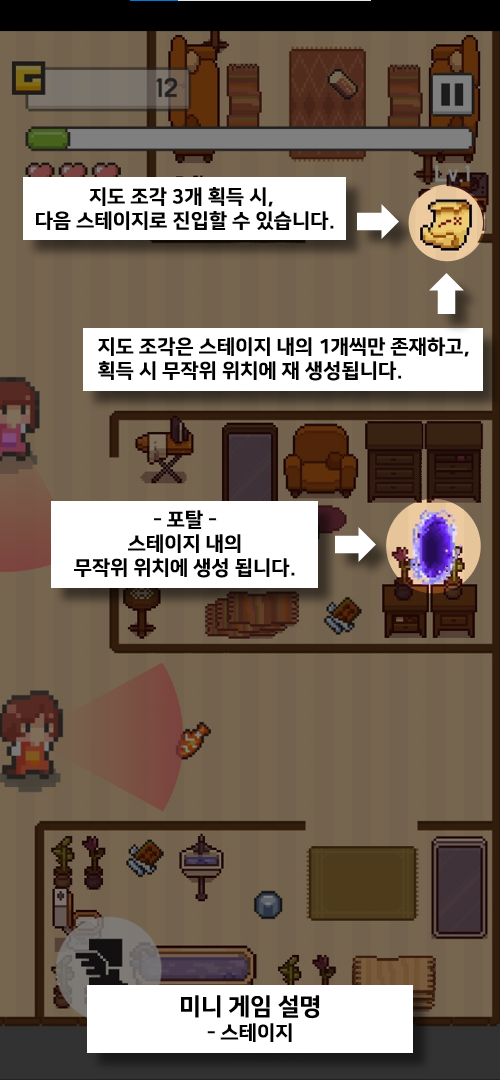 G
12
Lv1
지도 조각 3개 획득 시,
다음 스테이지로 진입할 수 있습니다.
지도 조각은 스테이지 내의 1개씩만 존재하고,
획득 시 무작위 위치에 재 생성됩니다.
- 포탈 -
스테이지 내의
무작위 위치에 생성 됩니다.
미니 게임 설명
- 스테이지